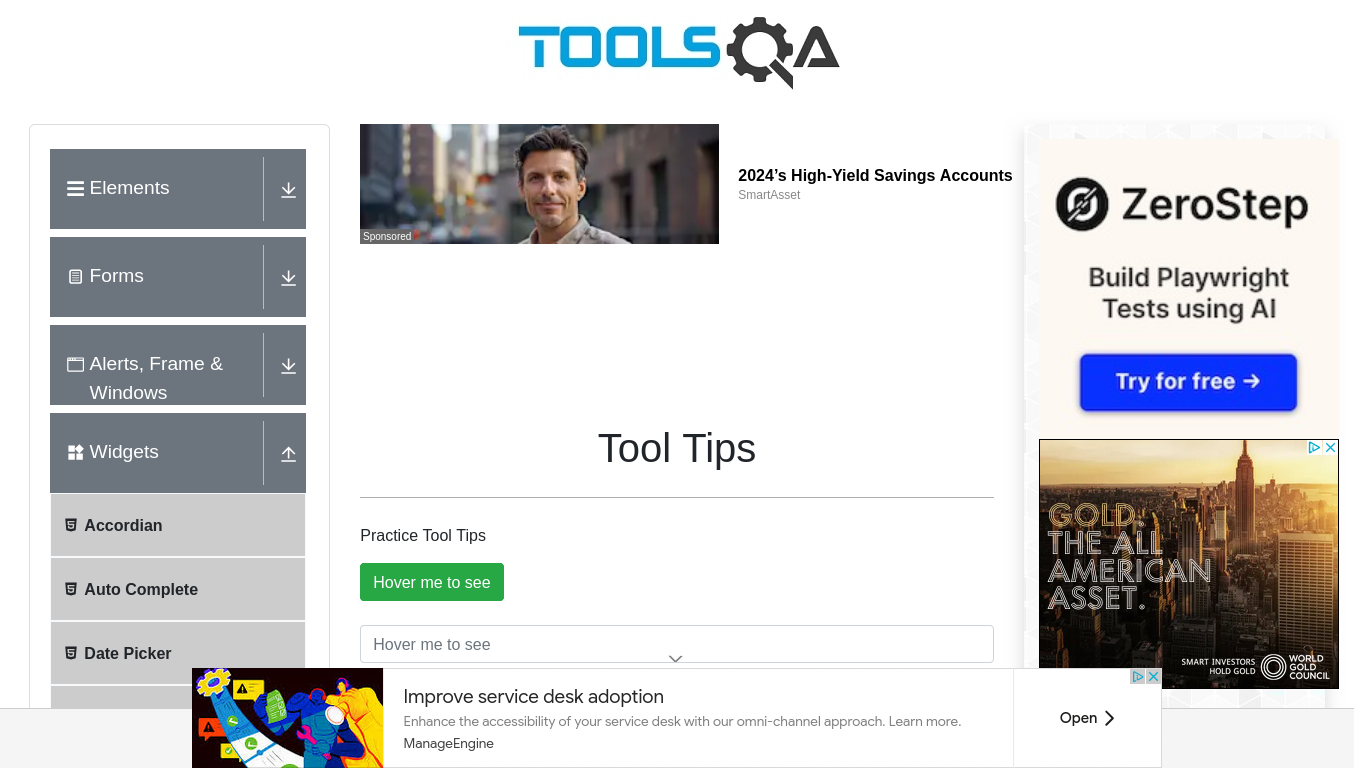 TOOLSQA
Elements
Forms
Alerts, Frame &
Windows
Widgets
Accordian
Auto Complete
Date Picker
Sponsored
2024's High-Yield Savings Accounts
SmartAsset
Tool Tips
Practice Tool Tips
Hover me to see
Hover me to see
ZeroStep
Build Playwright
Tests using AI
Try for free →
GOLD.
THE ALL
AMERICAN
ASSET.
SMART INVESTORS
HOLD GOLD
WORLD
GOLD
COUNCIL
Improve service desk adoption
Enhance the accessibility of your service desk with our omni-channel approach. Learn more.
ManageEngine
Open